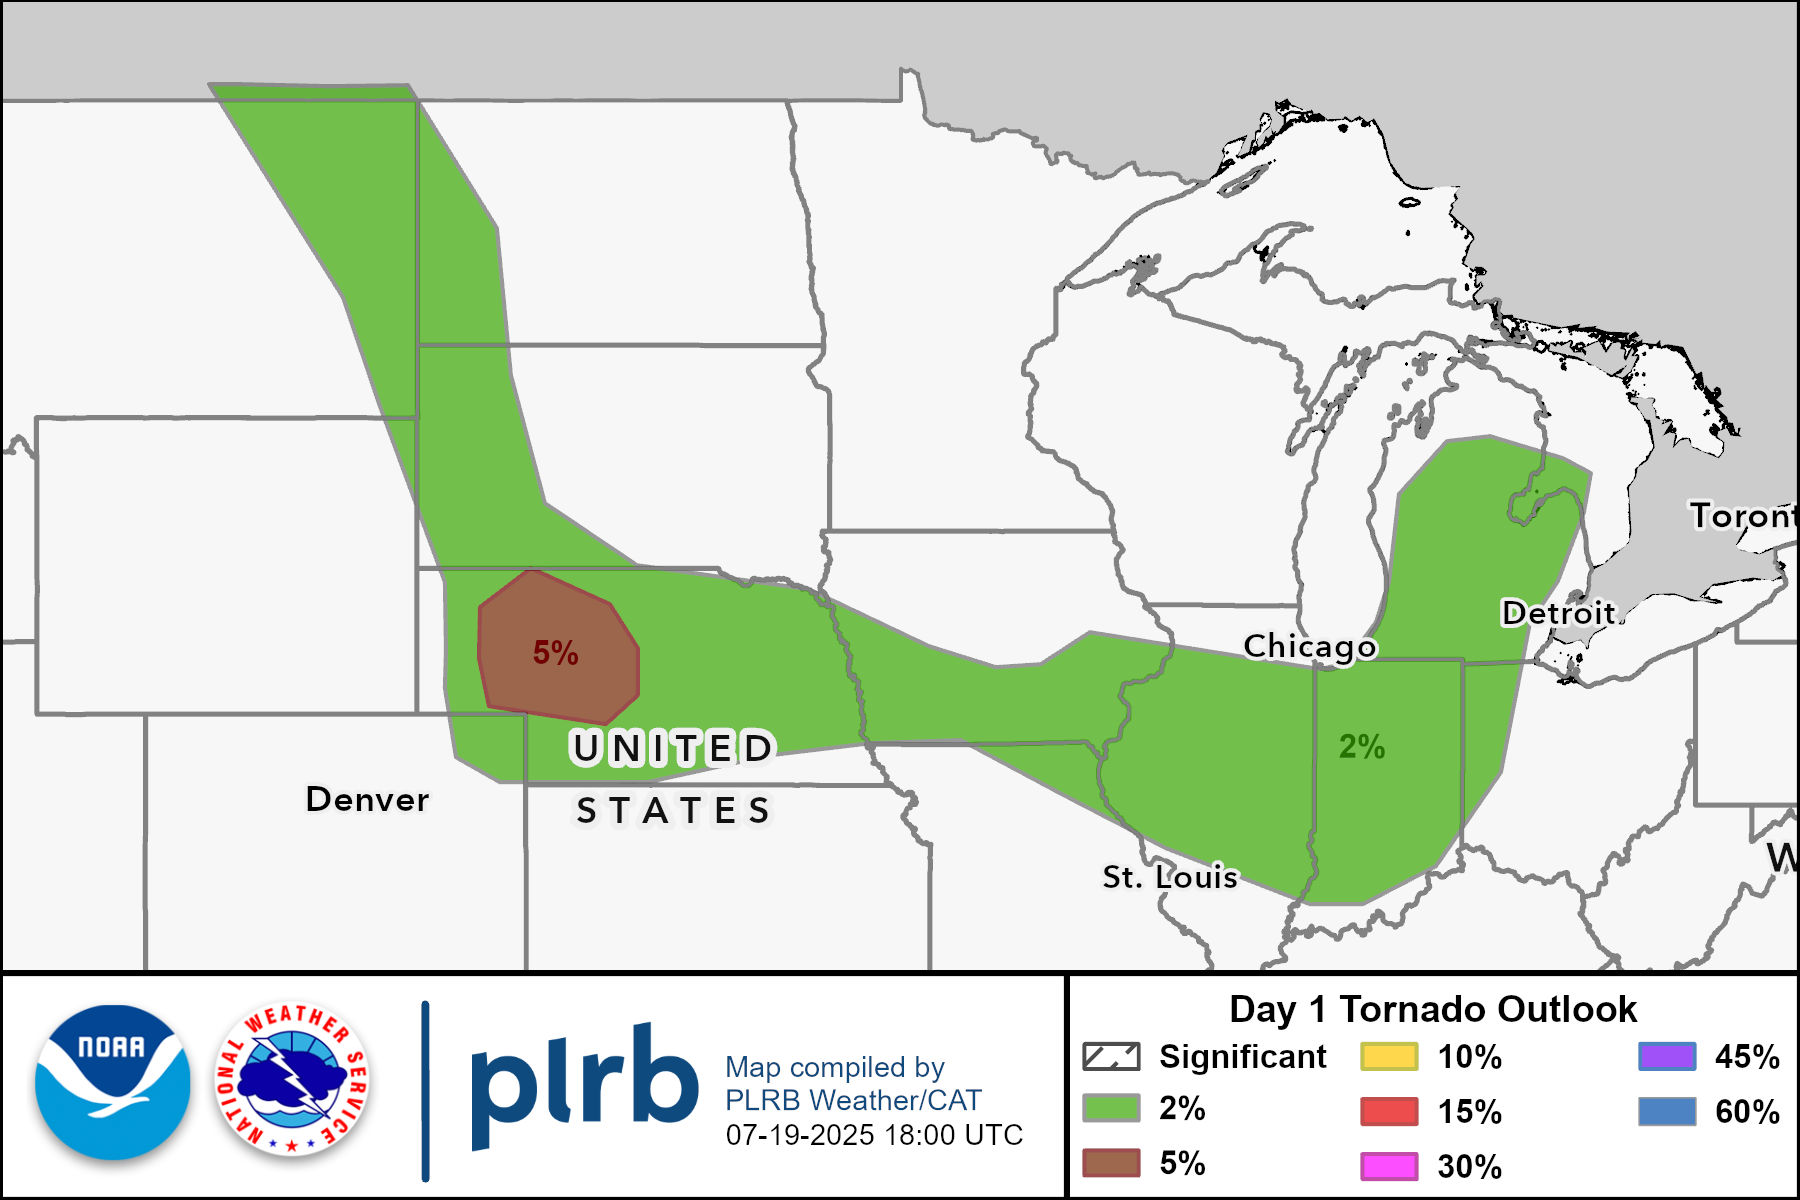 Toront
Detroit
Chicago
5%
2%
UNITED
STATES
Denver
St. Louis
W
NOAA
NATIONAL WEATHER SERVICE
plrb
Map compiled by
PLRB Weather/CAT
07-19-2025 18:00 UTC
Day 1 Tornado Outlook
Significant
2%
5%
10%
15%
30%
45%
60%